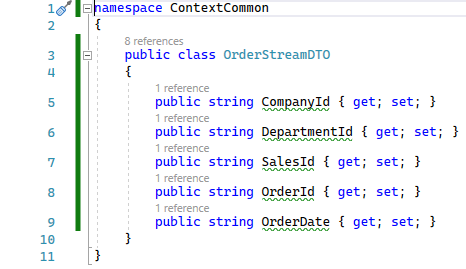 1 namespace ContextCommon
2 {
8 references
3 public class OrderStreamDTO
4 {
1 reference
5 public string CompanyId { get; set; }
1 reference
6 public string DepartmentId { get; set; }
1 reference
7 public string SalesId { get; set; }
1 reference
8 public string OrderId { get; set; }
1 reference
9 public string OrderDate { get; set; }
10 }
11 }